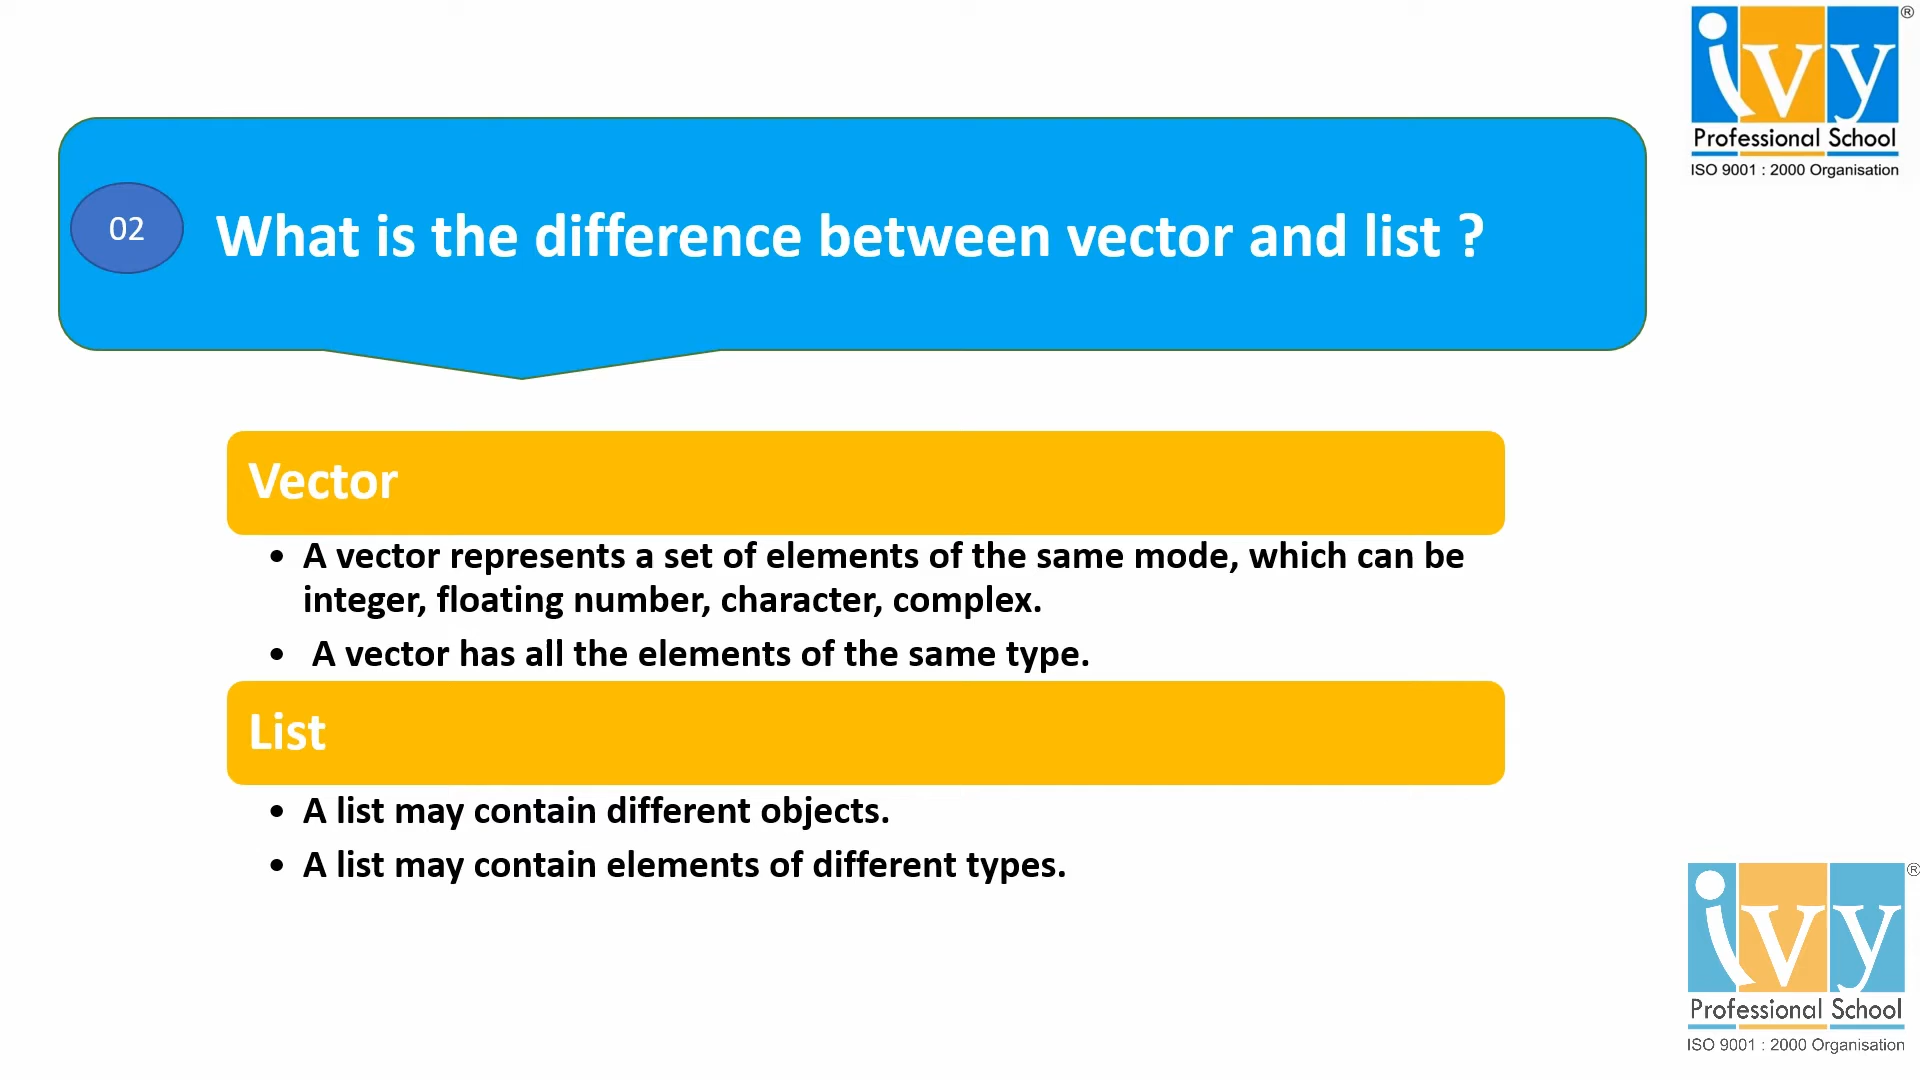 ivy ®
Professional School
ISO 9001 : 2000 Organisation
02
What is the difference between vector and list ?
Vector
• A vector represents a set of elements of the same mode, which can be
integer, floating number, character, complex.
• A vector has all the elements of the same type.
List
• A list may contain different objects.
• A list may contain elements of different types.
ivy ®
Professional School
ISO 9001 : 2000 Organisation